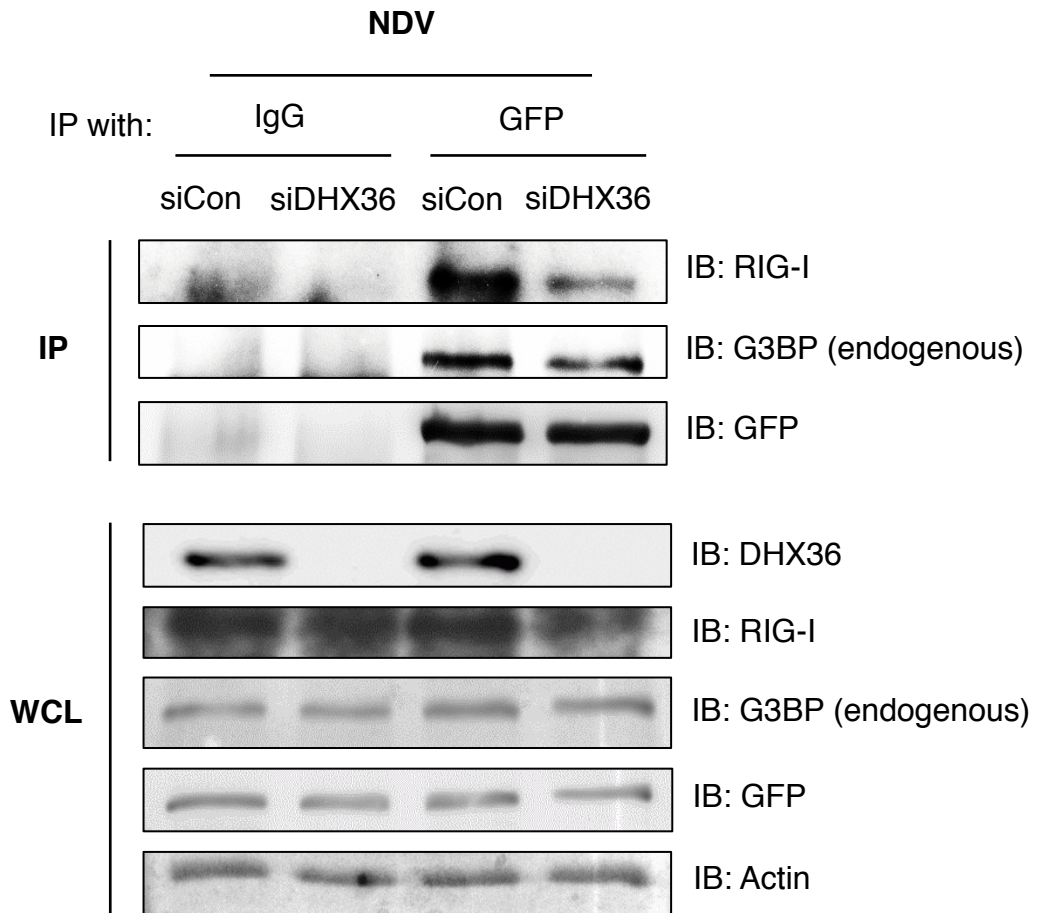 NDV
IP with: IgG GFP
siCon siDHX36 siCon siDHX36
IB: RIG-I
IP IB: G3BP (endogenous)
IB: GFP
IB: DHX36
IB: RIG-I
WCL IB: G3BP (endogenous)
IB: GFP
IB: Actin